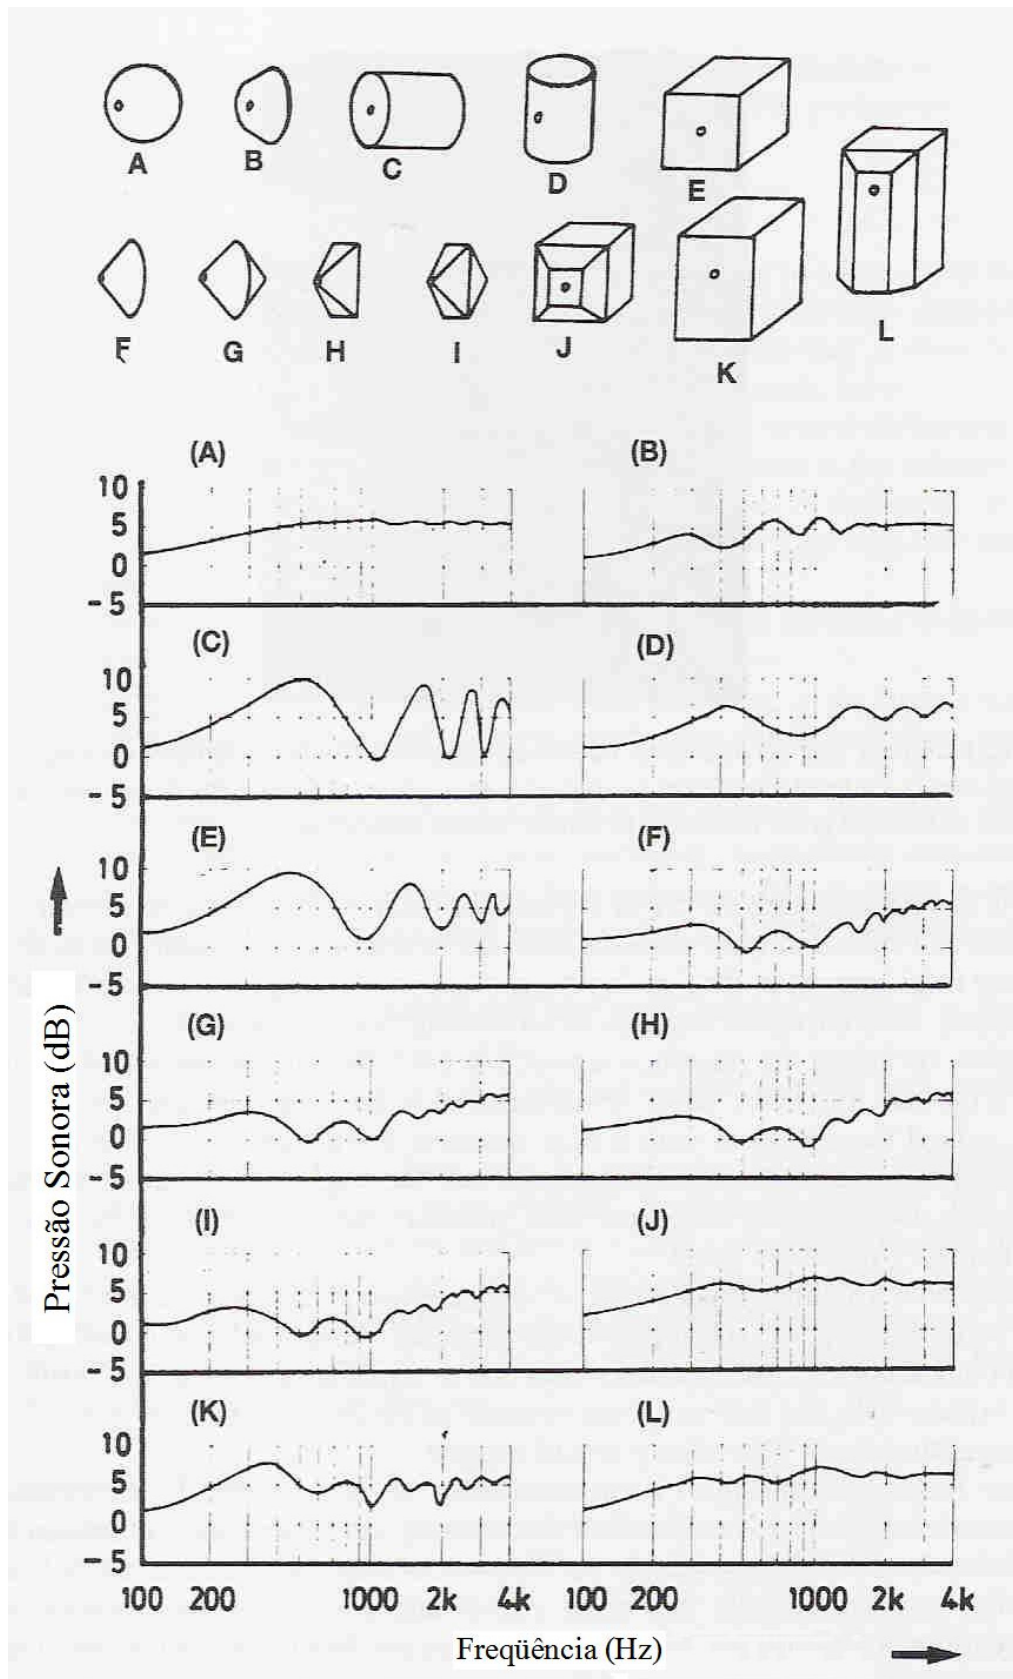 A B C D E
F G H I J K L
(A) (B)
10
5
0
-5
(C) (D)
10
5
0
-5
(E) (F)
10
5
0
-5
(G) (H)
10
5
0
-5
(I) (J)
10
5
0
-5
(K) (L)
10
5
0
-5
100 200 1000 2k 4k 100 200 1000 2k 4k
Freqüência (Hz)
Pressão Sonora (dB)